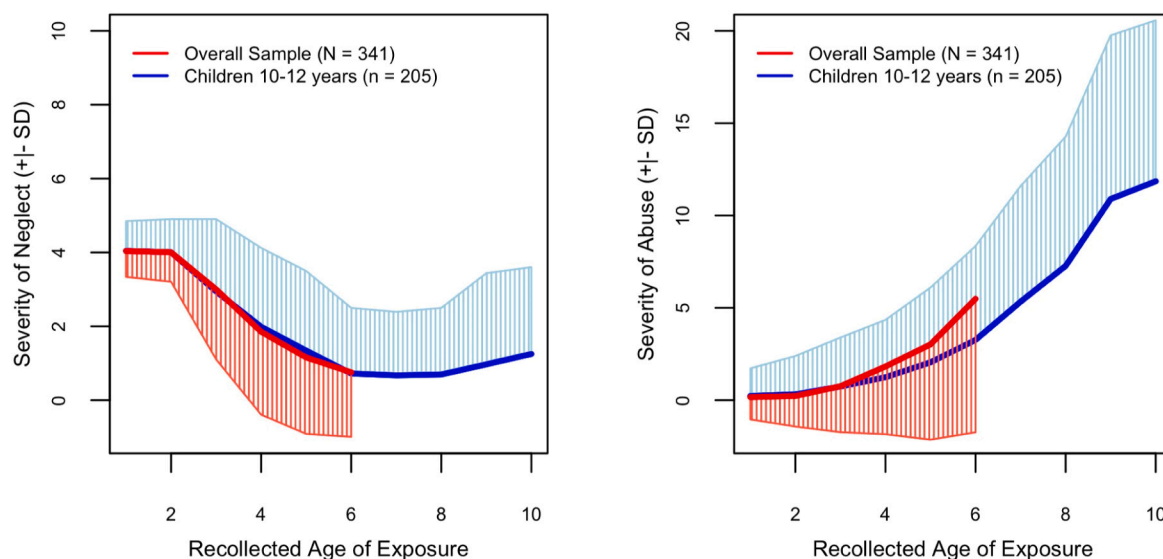 Overall Sample (N = 341)
Children 10-12 years (n = 205)
Severity of Neglect (+|- SD)
10
8
6
4
2
0
2 4 6 8 10
Recollected Age of Exposure
Overall Sample (N = 341)
Children 10-12 years (n = 205)
Severity of Abuse (+|- SD)
20
15
10
5
0
2 4 6 8 10
Recollected Age of Exposure